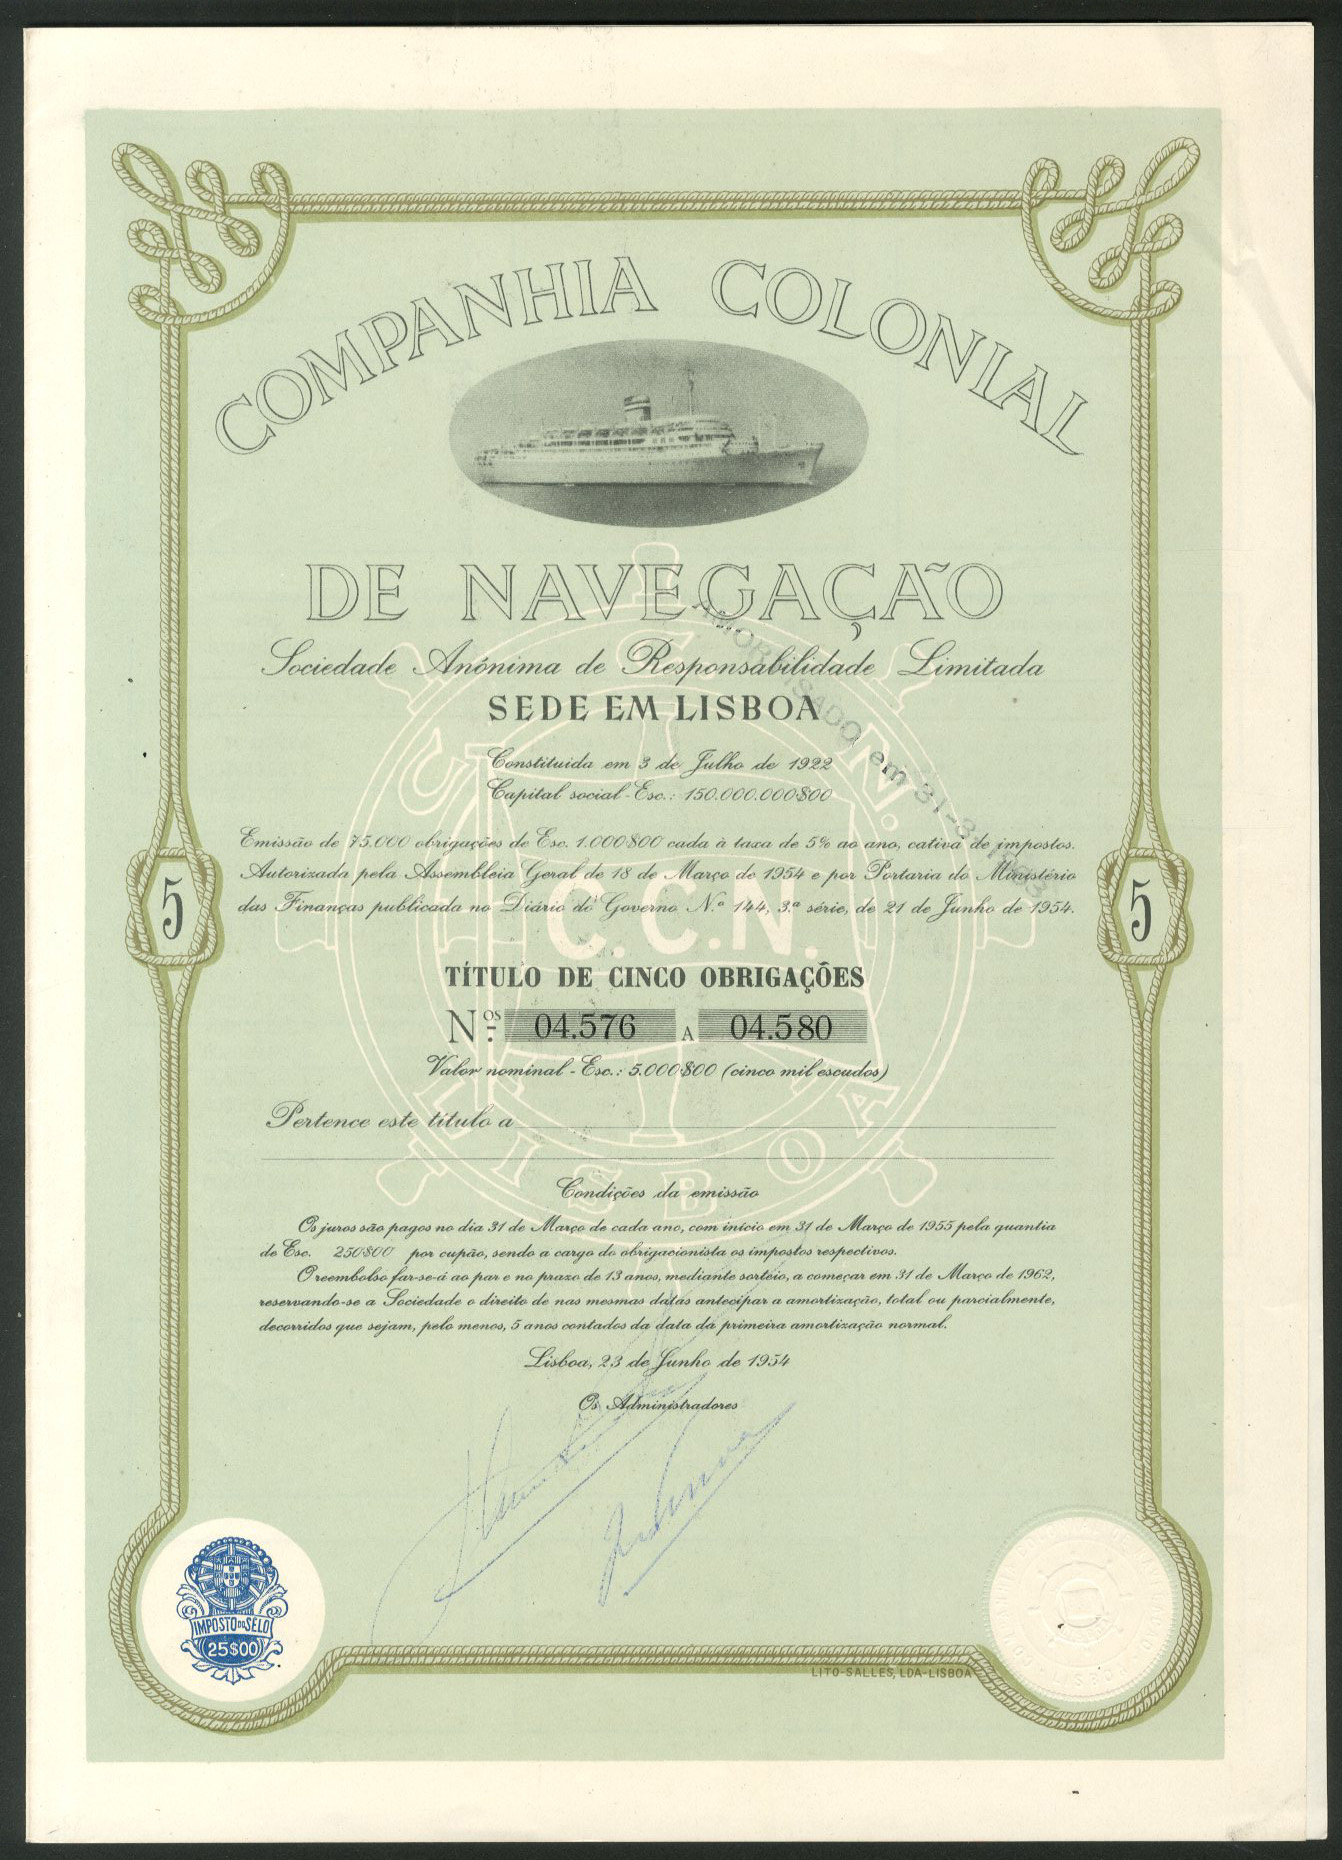 COMPANHIA COLONIAL
DE NAVEGAÇÃO
Sociedade Anónima de Responsabilidade Limitada
SEDE EM LISBOA
Constituída em 3 de Julho de 1922
Capital social - Esc.: 150.000.000$00
Emissão de 75.000 obrigações de Esc. 1.000$00 cada à taxa de 5% ao ano, cativa de impostos.
Autorizada pela Assembleia Geral de 18 de Março de 1954 e por Portaria do Ministério
das Finanças publicada no Diário do Governo N.º 144, 3.ª série, de 21 de Junho de 1954.
5
5
C.C.N.
LISBOA
AMORTISADO em 31-3-
TÍTULO DE CINCO OBRIGAÇÕES
Nos. 04.576 A 04.580
Valor nominal - Esc.: 5.000$00 (cinco mil escudos)
Pertence este título a
Condições da emissão
Os juros são pagos no dia 31 de Março de cada ano, com início em 31 de Março de 1955 pela quantia
de Esc. 250$00 por cupão, sendo a cargo do obrigacionista os impostos respectivos.
O reembolso far-se-á ao par e no prazo de 13 anos, mediante sorteio, a começar em 31 de Março de 1962,
reservando-se a Sociedade o direito de nas mesmas datas antecipar a amortização, total ou parcialmente,
decorridos que sejam, pelo menos, 5 anos contados da data da primeira amortização normal.
Lisboa, 23 de Junho de 1954
Os Administradores
IMPOSTO DO SELO
25$00
LITO-SALLES, LDA-LISBOA